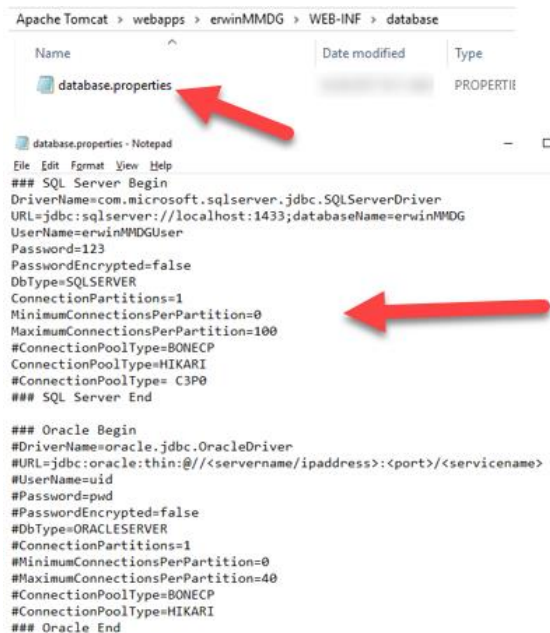 Apache Tomcat > webapps > erwinMMDG > WEB-INF > database
Name Date modified Type
database.properties PROPERTIE
database.properties - Notepad
File Edit Format View Help
### SQL Server Begin
DriverName=com.microsoft.sqlserver.jdbc.SQLServerDriver
URL=jdbc:sqlserver://localhost:1433;databaseName=erwinMMDG
UserName=erwinMMDGUser
Password=123
PasswordEncrypted=false
DbType=SQLSERVER
ConnectionPartitions=1
MinimumConnectionsPerPartition=0
MaximumConnectionsPerPartition=100
#ConnectionPoolType=BONECP
ConnectionPoolType=HIKARI
#ConnectionPoolType= C3P0
### SQL Server End
### Oracle Begin
#DriverName=oracle.jdbc.OracleDriver
#URL=jdbc:oracle:thin:@//<servername/ipaddress>:<port>/<servicename>
#UserName=uid
#Password=pwd
#PasswordEncrypted=false
#DbType=ORACLESERVER
#ConnectionPartitions=1
#MinimumConnectionsPerPartition=0
#MaximumConnectionsPerPartition=40
#ConnectionPoolType=BONECP
#ConnectionPoolType=HIKARI
### Oracle End